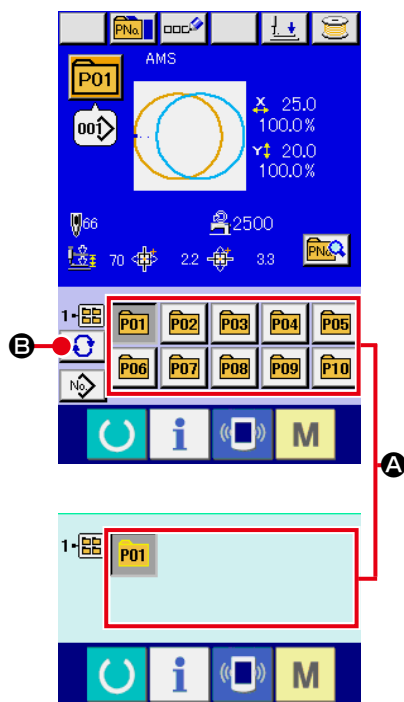 PNo.
AMS
P01
001
X 25.0
100.0%
Y 20.0
100.0%
66
2500
70
2.2
3.3
PNo.
1-
P01 P02 P03 P04 P05
B
P06 P07 P08 P09 P10
No.
i M
A
1-
P01
i M